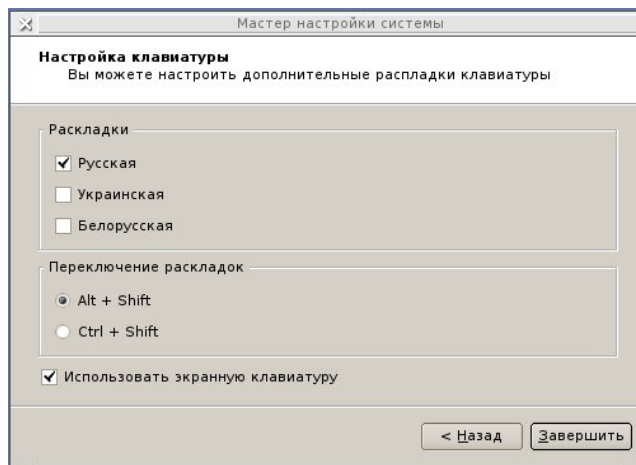 Мастер настройки системы
Настройка клавиатуры
Вы можете настроить дополнительные распладки клавиатуры
Раскладки
Русская
Украинская
Белорусская
Переключение раскладок
Alt + Shift
Ctrl + Shift
Использовать экранную клавиатуру
< Назад
Завершить